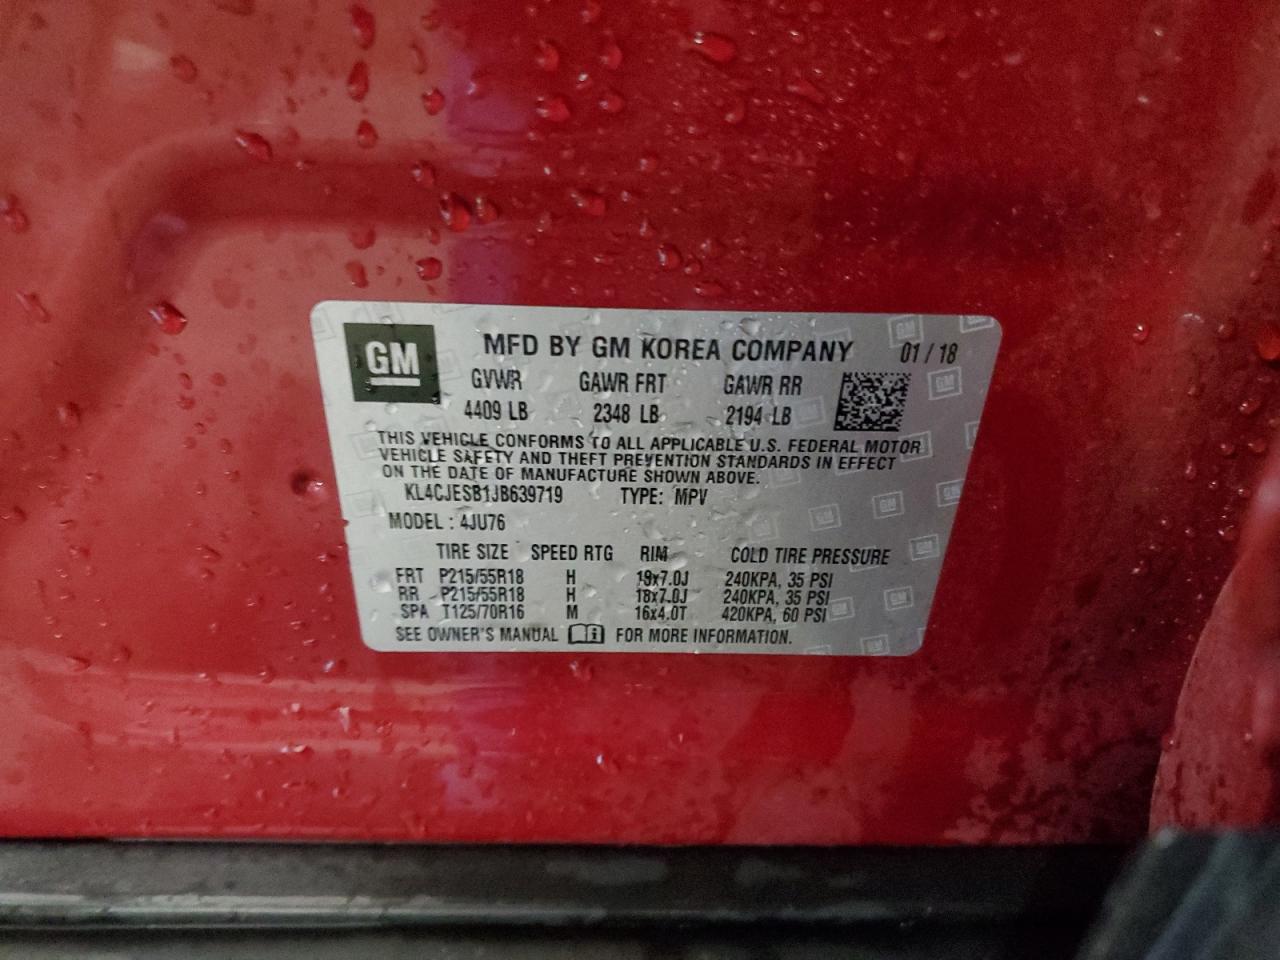 GM MFD BY GM KOREA COMPANY 01 / 18
GVWR GAWR FRT GAWR RR
4409 LB 2348 LB 2194 LB
THIS VEHICLE CONFORMS TO ALL APPLICABLE U.S. FEDERAL MOTOR
VEHICLE SAFETY AND THEFT PREVENTION STANDARDS IN EFFECT
ON THE DATE OF MANUFACTURE SHOWN ABOVE.
KL4CJESB1JB639719 TYPE: MPV
MODEL : 4JU76
TIRE SIZE SPEED RTG RIM COLD TIRE PRESSURE
FRT P215/55R18 H 19x7.0J 240KPA, 35 PSI
RR P215/55R18 H 18x7.0J 240KPA, 35 PSI
SPA T125/70R16 M 16x4.0T 420KPA, 60 PSI
SEE OWNER'S MANUAL FOR MORE INFORMATION.